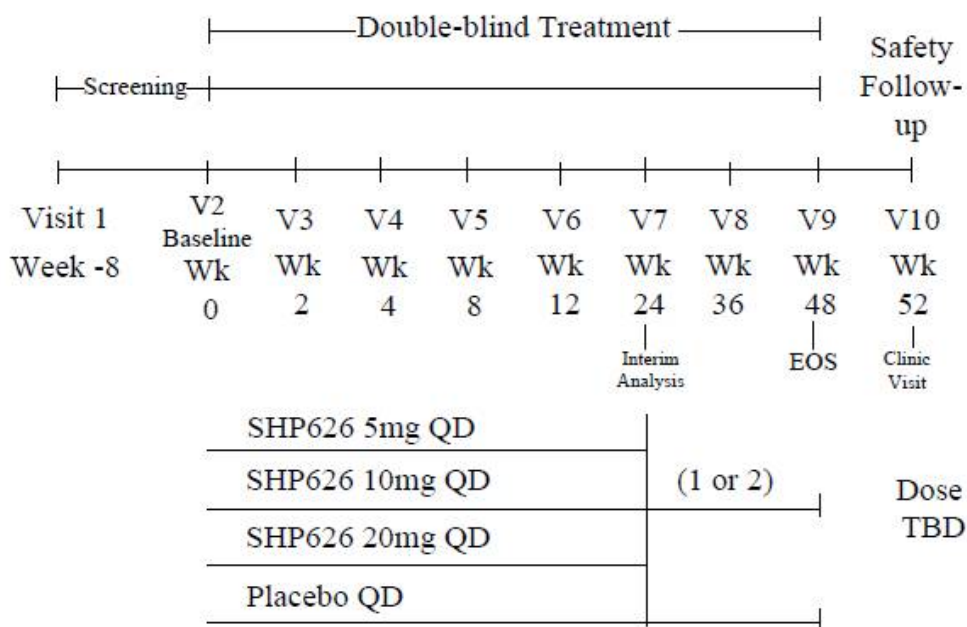 Double-blind Treatment
Safety
Follow-
up
Screening
Visit 1
Week -8
V2
Baseline
Wk
0
V3
Wk
2
V4
Wk
4
V5
Wk
8
V6
Wk
12
V7
Wk
24
Interim
Analysis
V8
Wk
36
V9
Wk
48
EOS
V10
Wk
52
Clinic
Visit
SHP626 5mg QD
SHP626 10mg QD
(1 or 2)
Dose
TBD
SHP626 20mg QD
Placebo QD